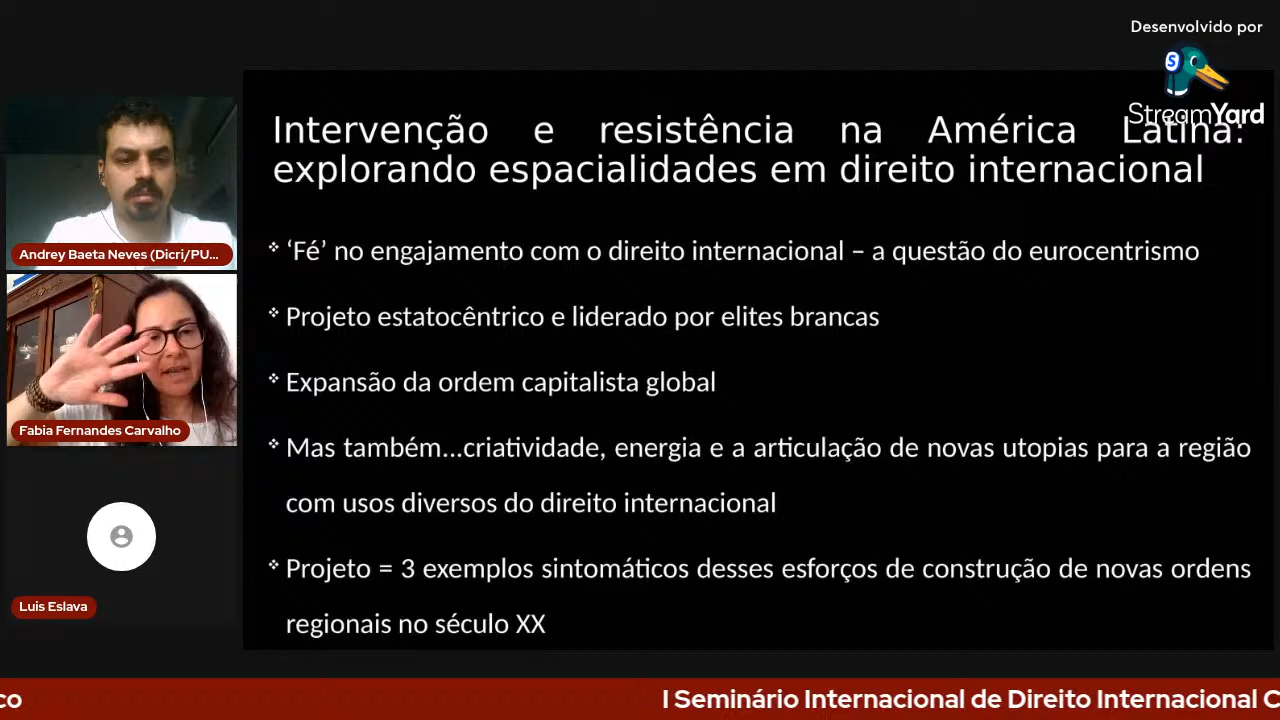 Desenvolvido por
StreamYard
Intervenção e resistência na América Latina:
explorando espacialidades em direito internacional
‘Fé’ no engajamento com o direito internacional – a questão do eurocentrismo
Projeto estatocêntrico e liderado por elites brancas
Expansão da ordem capitalista global
Mas também...criatividade, energia e a articulação de novas utopias para a região
com usos diversos do direito internacional
Projeto = 3 exemplos sintomáticos desses esforços de construção de novas ordens
regionais no século XX
Andrey Baeta Neves (Dicri/PU...
Fabia Fernandes Carvalho
Luis Eslava
co
I Seminário Internacional de Direito Internacional C